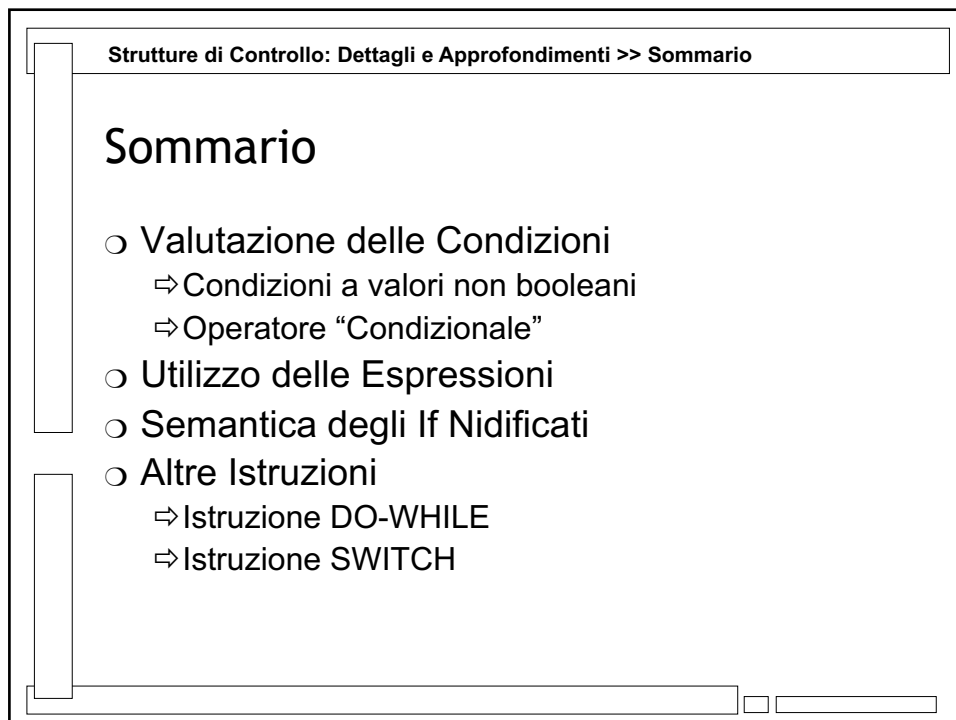 Strutture di Controllo: Dettagli e Approfondimenti >> Sommario
Sommario
❍ Valutazione delle Condizioni
⇨Condizioni a valori non booleani
⇨Operatore “Condizionale”
❍ Utilizzo delle Espressioni
❍ Semantica degli If Nidificati
❍ Altre Istruzioni
⇨Istruzione DO-WHILE
⇨Istruzione SWITCH